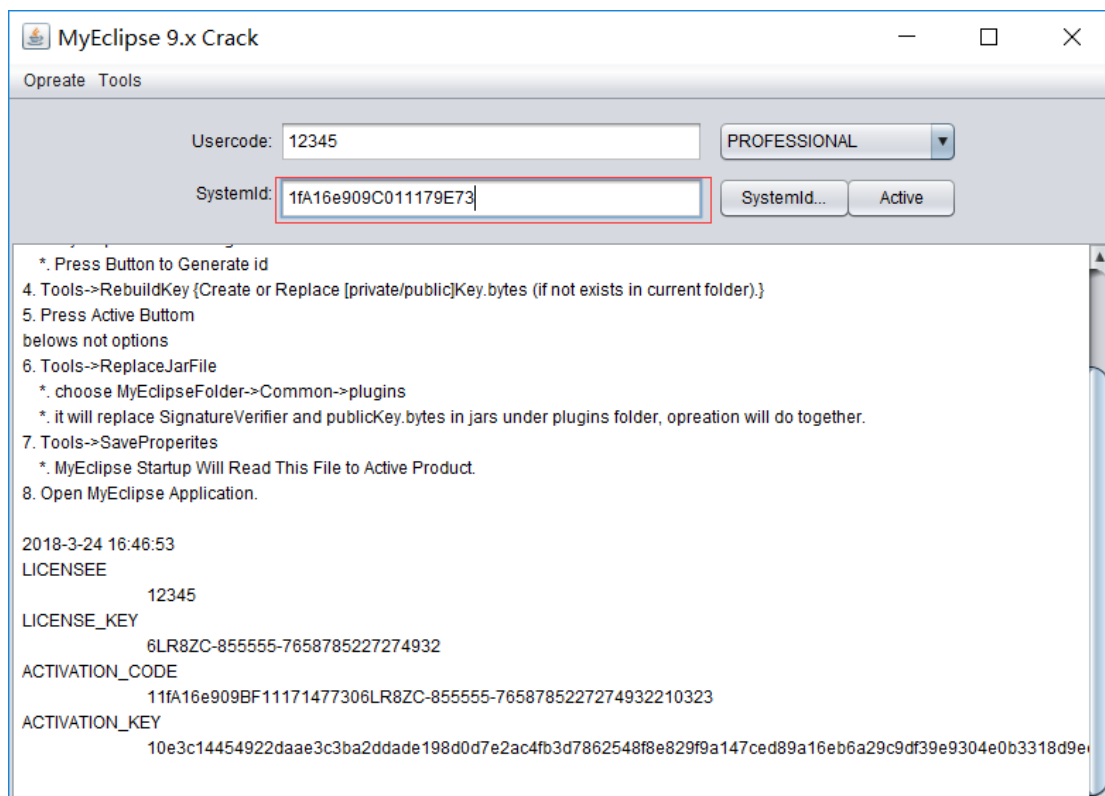 MyEclipse 9.x Crack
Opreate Tools
Usercode: 12345 PROFESSIONAL
SystemId: 1fA16e909C011179E73 SystemId... Active
*. Press Button to Generate id
4. Tools->RebuildKey {Create or Replace [private/public]Key.bytes (if not exists in current folder).}
5. Press Active Buttom
belows not options
6. Tools->ReplaceJarFile
*. choose MyEclipseFolder->Common->plugins
*. it will replace SignatureVerifier and publicKey.bytes in jars under plugins folder, opreation will do together.
7. Tools->SaveProperites
*. MyEclipse Startup Will Read This File to Active Product.
8. Open MyEclipse Application.
2018-3-24 16:46:53
LICENSEE
12345
LICENSE_KEY
6LR8ZC-855555-7658785227274932
ACTIVATION_CODE
11fA16e909BF11171477306LR8ZC-855555-7658785227274932210323
ACTIVATION_KEY
10e3c14454922daae3c3ba2ddade198d0d7e2ac4fb3d7862548f8e829f9a147ced89a16eb6a29c9df39e9304e0b3318d9e